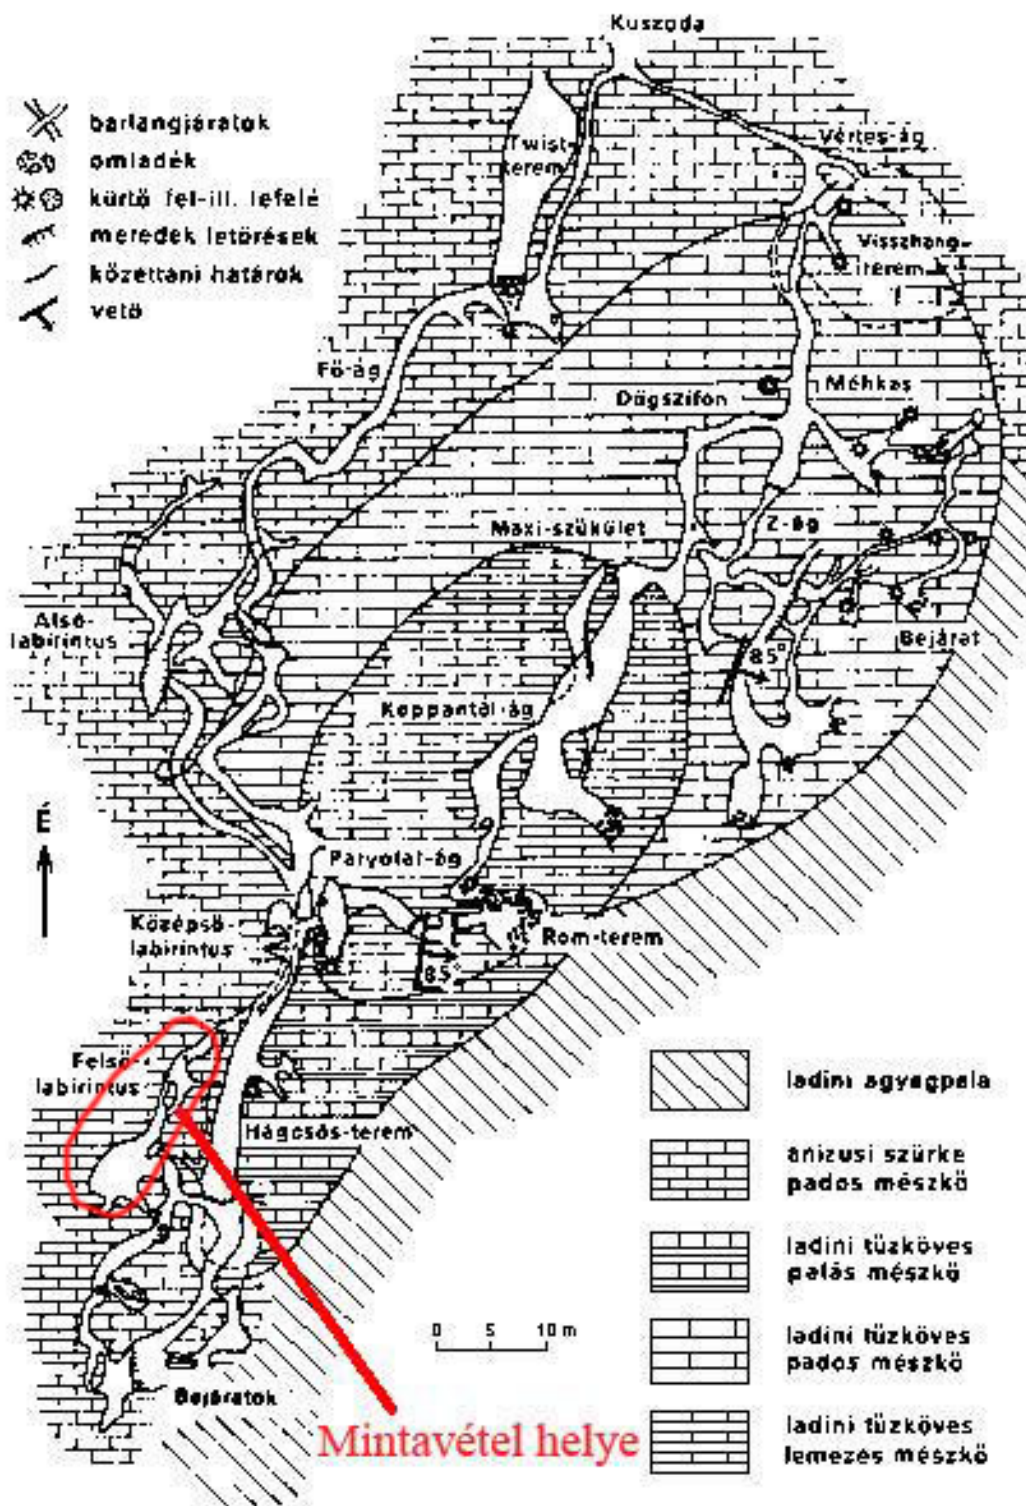 Kuszoda
barlangjáratok
omladék
kürtő fel-ill. lefelé
meredek letörések
kőzettani határok
vető
Twist-
terem
Vértes-ág
Visszhang-
terem
Fő-ág
Dögszifon
Méhkas
Maxi-szűkület
Z-ág
Alsó-
labirintus
Bejárat
85°
Koppantól-ág
É
Paryolai-ág
Középső-
labirintus
Rom-terem
85°
Felső-
labirintus
Hágcsós-terem
ladini agyagpala
anizusi szürke
pados mészkő
ladini tűzköves
palás mészkő
0 5 10 m
ladini tűzköves
pados mészkő
Bejáratok
Mintavétel helye
ladini tűzköves
lemezes mészkő